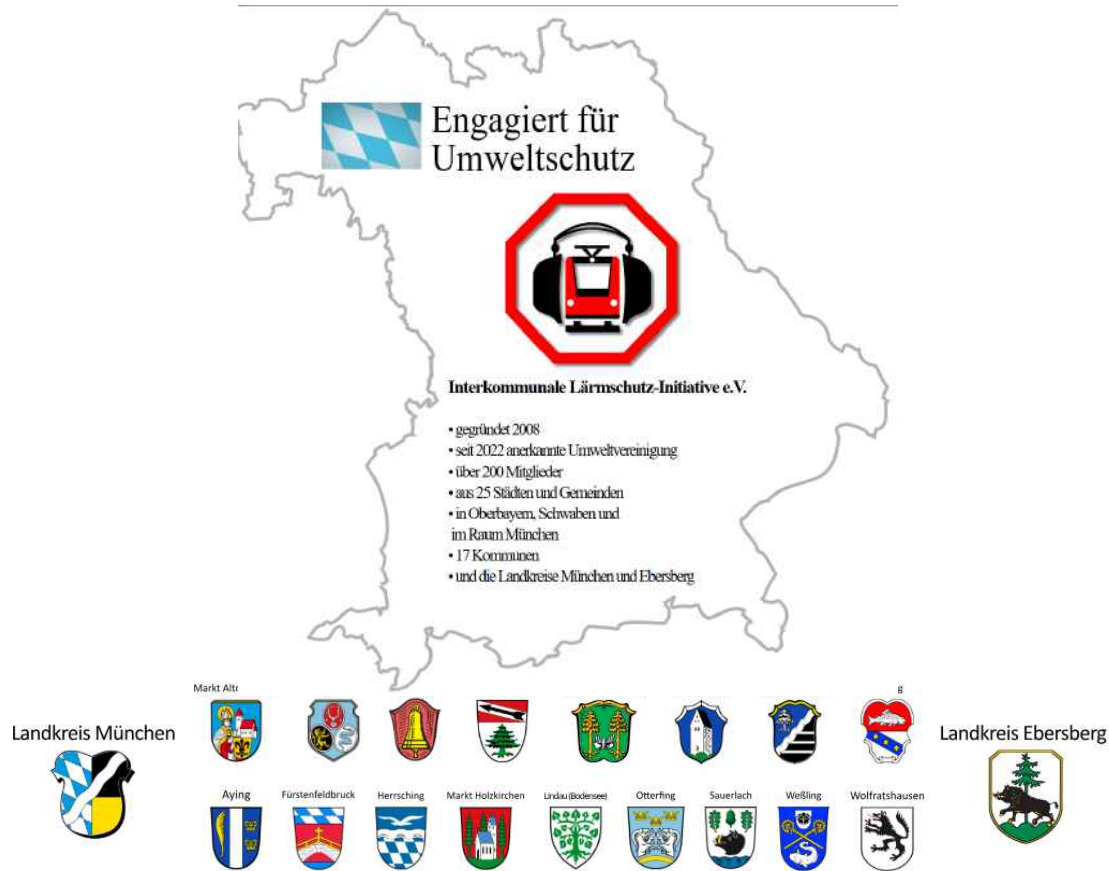 Engagiert für
Umweltschutz
Interkommunale Lärmschutz-Initiative e.V.
• gegründet 2008
• seit 2022 anerkannte Umweltvereinigung
• über 200 Mitglieder
• aus 25 Städten und Gemeinden
• in Oberbayern, Schwaben und
im Raum München
• 17 Kommunen
• und die Landkreise München und Ebersberg
Markt
Landkreis München
Landkreis Ebersberg
Aying
Fürstenfeldbruck
Herrsching
Markt Holzkirchen
Lindau (Bodensee)
Otterfing
Sauerlach
Weßling
Wolfratshausen